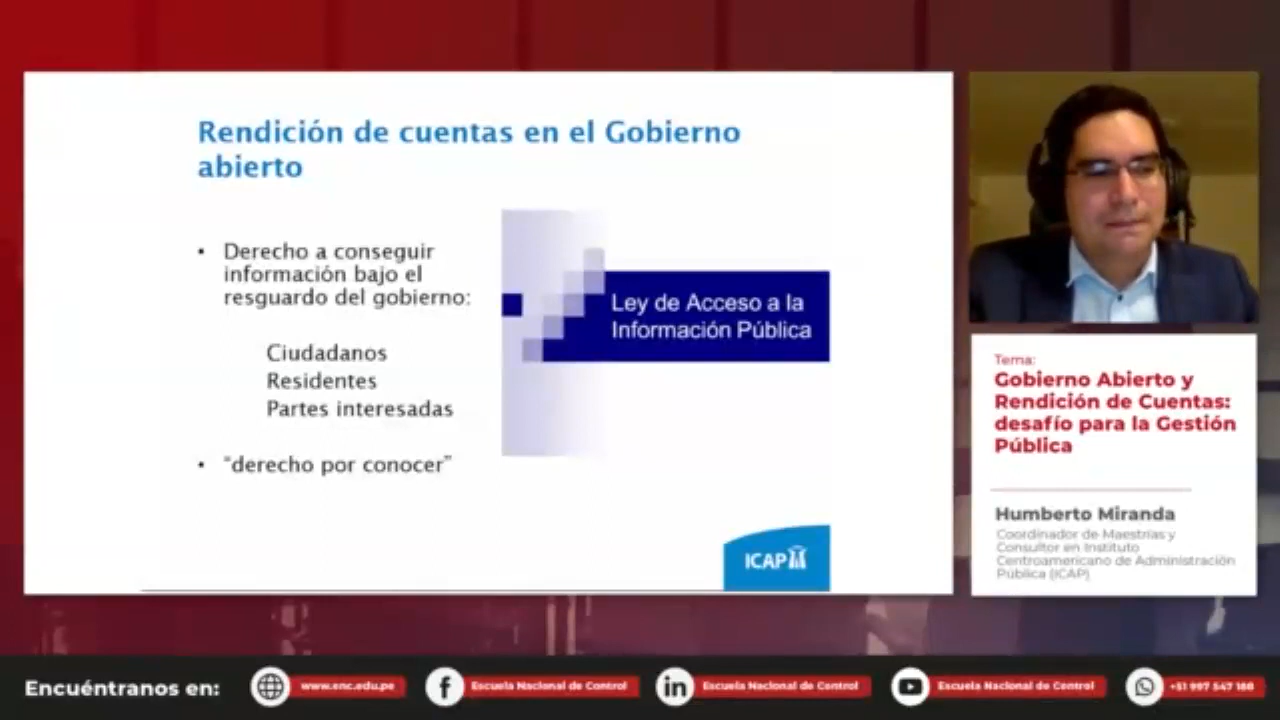 Rendición de cuentas en el Gobierno
abierto
• Derecho a conseguir
información bajo el
resguardo del gobierno:
Ciudadanos
Residentes
Partes interesadas
• “derecho por conocer”
Ley de Acceso a la
Información Pública
ICAP
Tema:
Gobierno Abierto y
Rendición de Cuentas:
desafío para la Gestión
Pública
Humberto Miranda
Coordinador de Maestrías y
Consultor en Instituto
Centroamericano de Administración
Pública (ICAP)
Encuéntranos en:
www.enc.edu.pe
Escuela Nacional de Control
Escuela Nacional de Control
Escuela Nacional de Control
+51 997 547 188